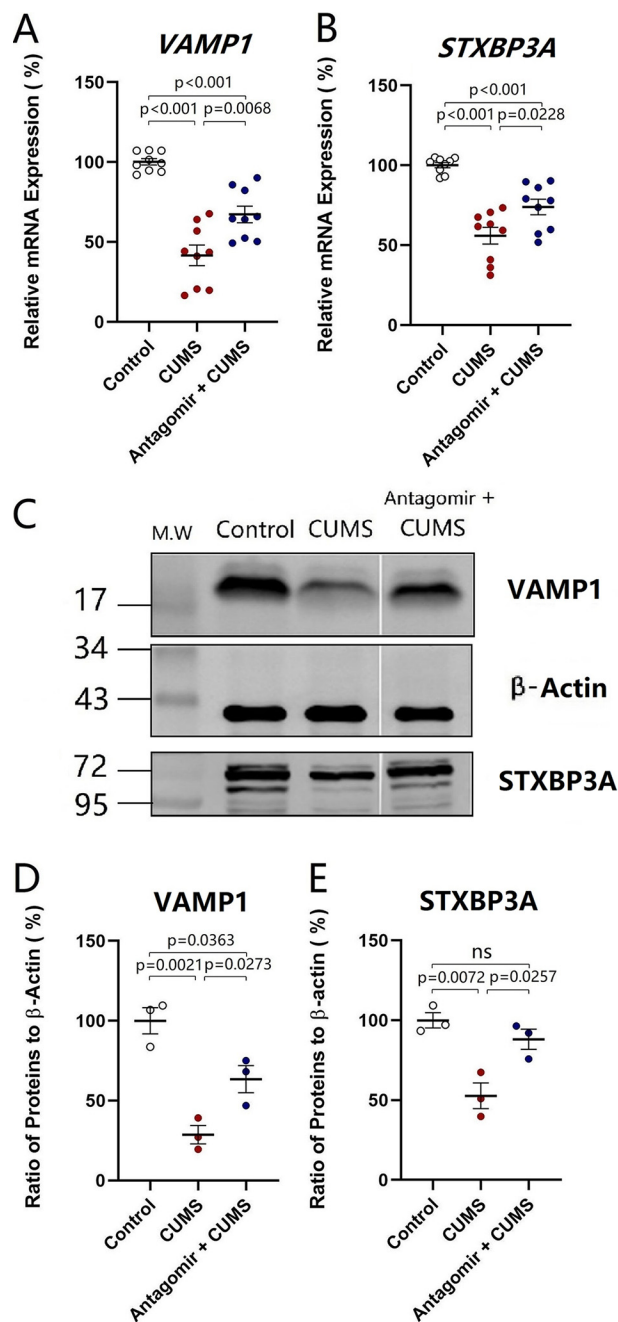 A
VAMP1
Relative mRNA Expression ( %)
150
100
50
0
p<0.001
p<0.001
p=0.0068
Control
CUMS
Antagomir + CUMS
B
STXBP3A
Relative mRNA Expression ( %)
150
100
50
0
p<0.001
p<0.001
p=0.0228
Control
CUMS
Antagomir + CUMS
C
M.W
Control
CUMS
Antagomir +
CUMS
17
VAMP1
34
43
β-Actin
72
95
STXBP3A
D
VAMP1
Ratio of Proteins to β-Actin ( %)
150
100
50
0
p=0.0363
p=0.0021
p=0.0273
Control
CUMS
Antagomir + CUMS
E
STXBP3A
Ratio of Proteins to β-actin ( %)
150
100
50
0
ns
p=0.0072
p=0.0257
Control
CUMS
Antagomir + CUMS